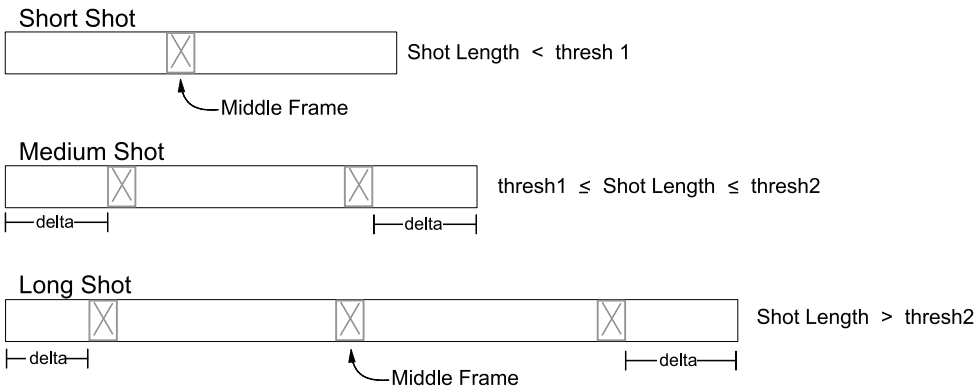 Short Shot
Shot Length < thresh 1
Middle Frame
Medium Shot
thresh1 ≤ Shot Length ≤ thresh2
delta
delta
Long Shot
Shot Length > thresh2
delta
delta
Middle Frame